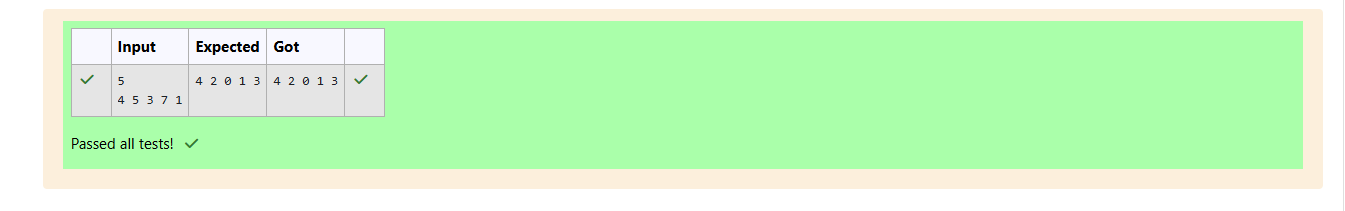 Input Expected Got
5 4 2 0 1 3 4 2 0 1 3
4 5 3 7 1
Passed all tests!